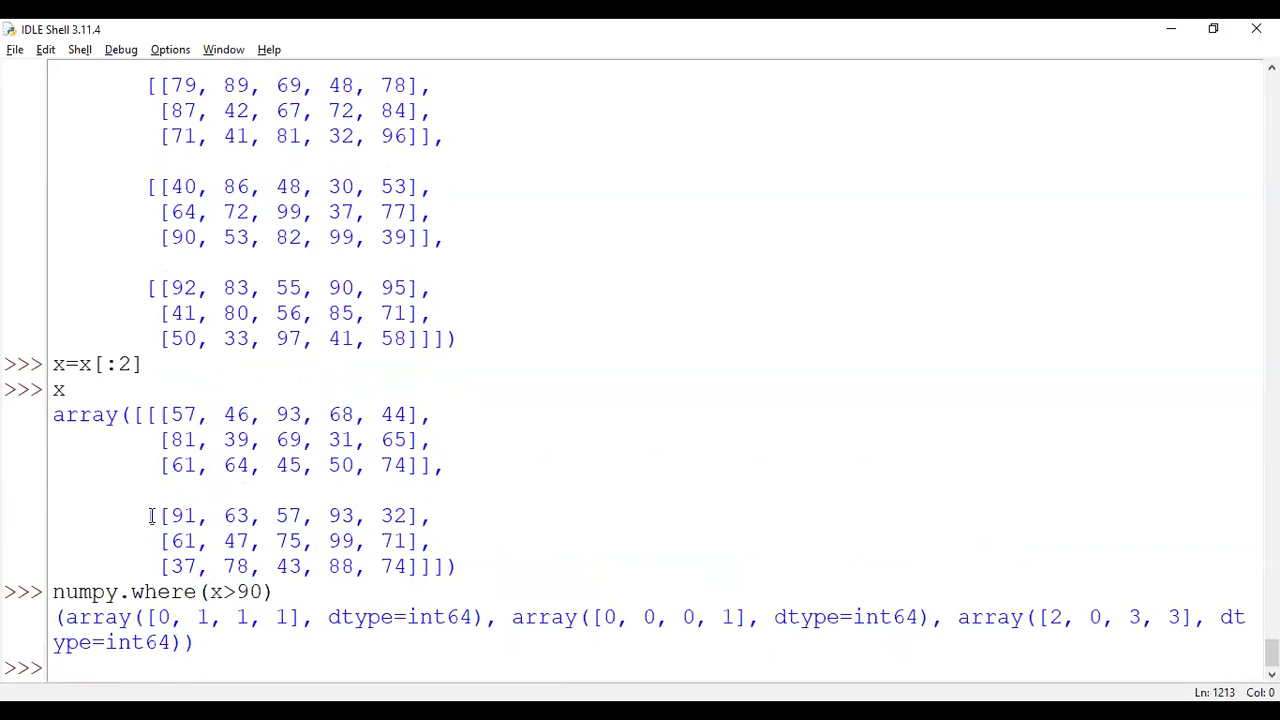 IDLE Shell 3.11.4
File Edit Shell Debug Options Window Help
[[79, 89, 69, 48, 78],
[87, 42, 67, 72, 84],
[71, 41, 81, 32, 96]],
[[40, 86, 48, 30, 53],
[64, 72, 99, 37, 77],
[90, 53, 82, 99, 39]],
[[92, 83, 55, 90, 95],
[41, 80, 56, 85, 71],
[50, 33, 97, 41, 58]]])
>>> x=x[:2]
>>> x
array([[[57, 46, 93, 68, 44],
[81, 39, 69, 31, 65],
[61, 64, 45, 50, 74]],
[[91, 63, 57, 93, 32],
[61, 47, 75, 99, 71],
[37, 78, 43, 88, 74]]])
>>> numpy.where(x>90)
(array([0, 1, 1, 1], dtype=int64), array([0, 0, 0, 1], dtype=int64), array([2, 0, 3, 3], dt
ype=int64))
>>>
Ln: 1213 Col: 0